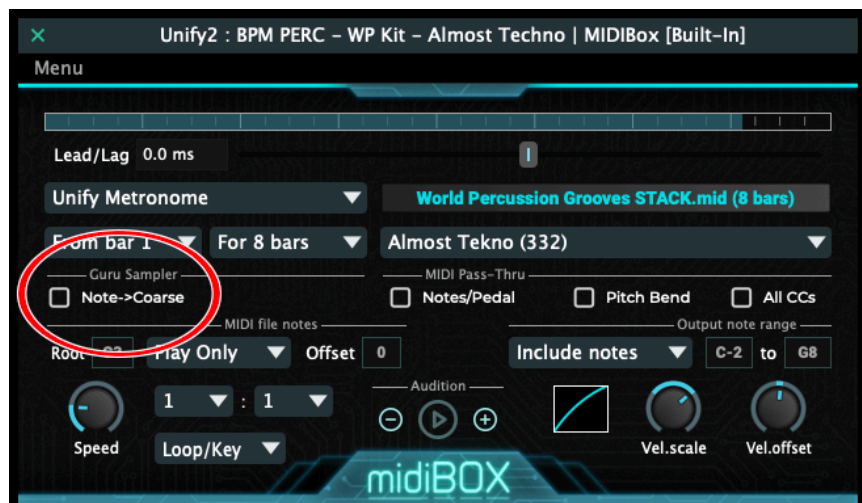 Unify2 : BPM PERC – WP Kit – Almost Techno | MIDIBox [Built-In]
Menu
Lead/Lag 0.0 ms
Unify Metronome World Percussion Grooves STACK.mid (8 bars)
From bar 1 For 8 bars Almost Tekno (332)
Guru Sampler MIDI Pass-Thru
Note->Coarse Notes/Pedal Pitch Bend All CCs
MIDI file notes Output note range
Root Play Only Offset 0 Include notes C-2 to G8
1 : 1 Audition
Speed Loop/Key Vel.scale Vel.offset
midiBOX